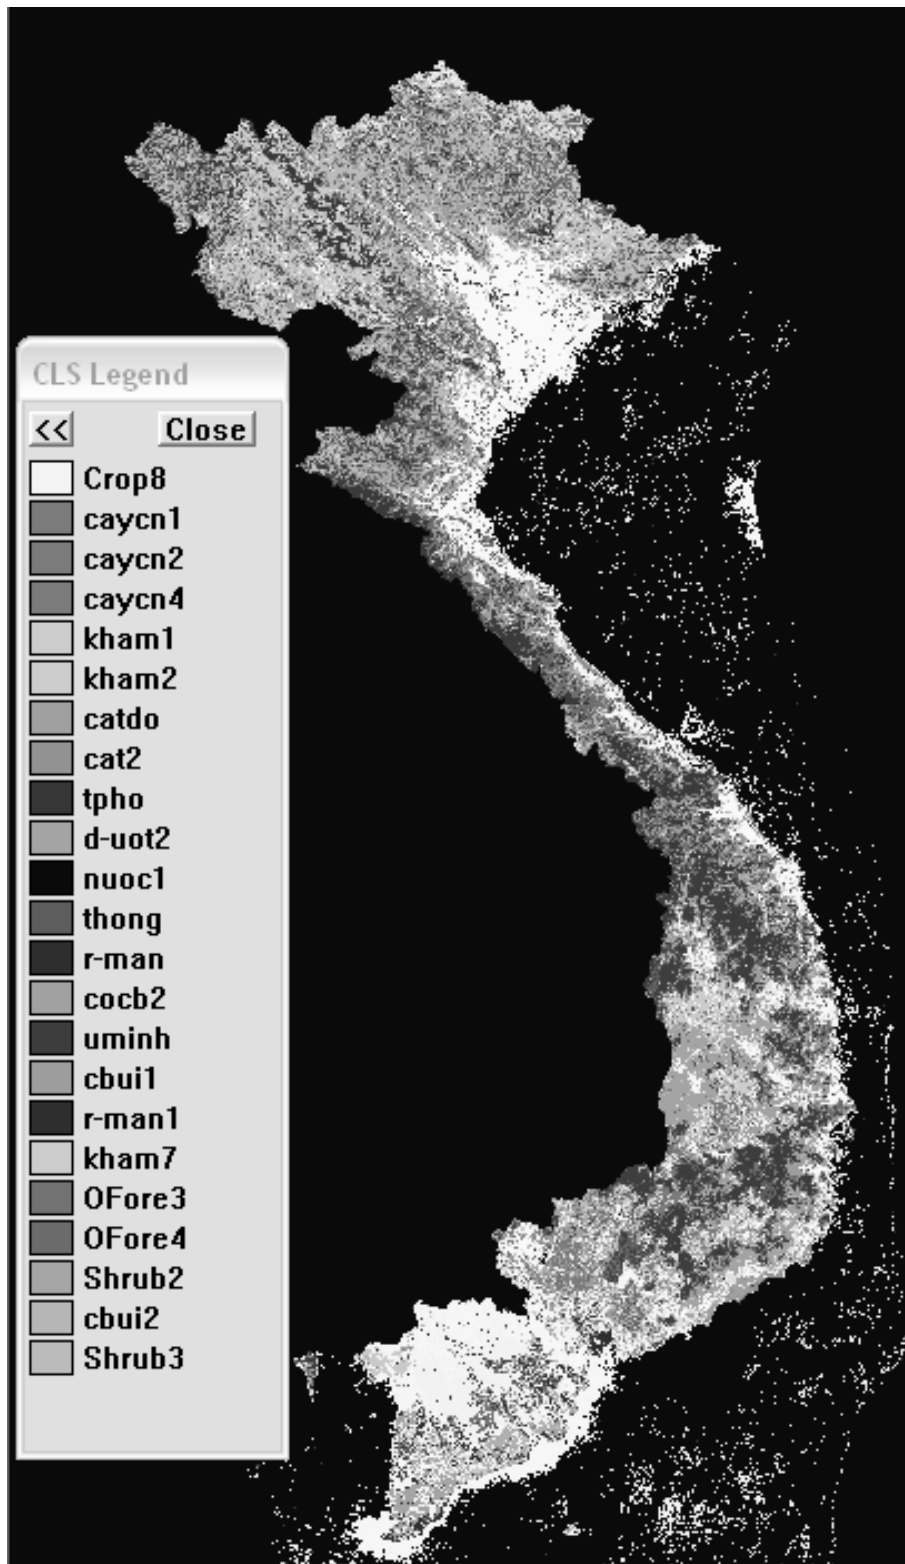 CLS Legend
<< Close
Crop8
caycn1
caycn2
caycn4
kham1
kham2
catdo
cat2
tpho
d-uot2
nuoc1
thong
r-man
cocb2
uminh
cbui1
r-man1
kham7
OFore3
OFore4
Shrub2
cbui2
Shrub3